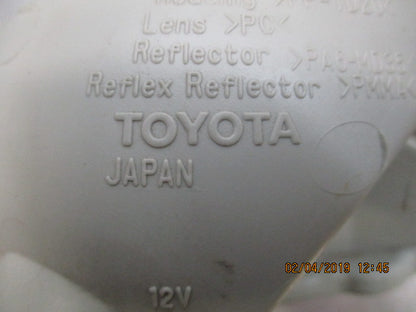 Lens >PC<
Reflector
Reflex Reflector
TOYOTA
JAPAN
12V
02/04/2019 12:45